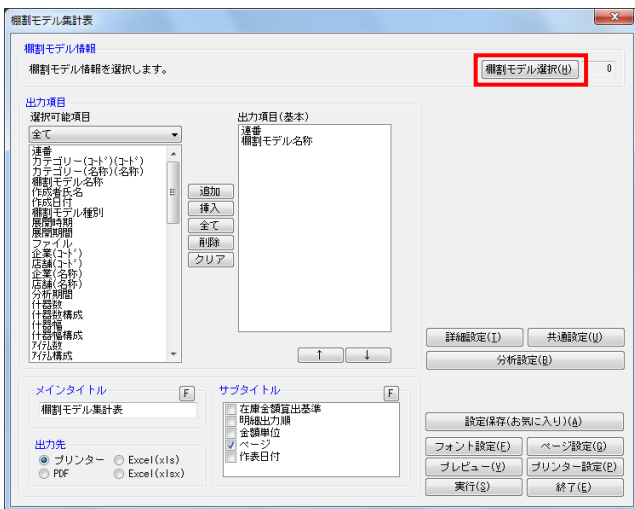 棚割モデル集計表
棚割モデル情報
棚割モデル情報を選択します。
棚割モデル選択(H)
0
出力項目
選択可能項目
全て
連番
カテゴリー(コード)(コード)
カテゴリー(名称)(名称)
棚割モデル名称
作成者氏名
作成日付
棚割モデル種別
展開時期
展開期間
ファイル
企業(コード)
店舗(コード)
企業(名称)
店舗(名称)
分析期間
什器数
什器数構成
什器幅
什器幅構成
アイテム数
アイテム構成
追加
挿入
全て
削除
クリア
出力項目(基本)
連番
棚割モデル名称
↑
↓
詳細設定(I)
共通設定(U)
分析設定(B)
メインタイトル
F
棚割モデル集計表
サブタイトル
F
在庫金額算出基準
明細出力順
金額単位
ページ
作表日付
出力先
プリンター
Excel(xls)
PDF
Excel(xlsx)
設定保存(お気に入り)(A)
フォント設定(F)
ページ設定(G)
プレビュー(V)
プリンター設定(P)
実行(S)
終了(E)